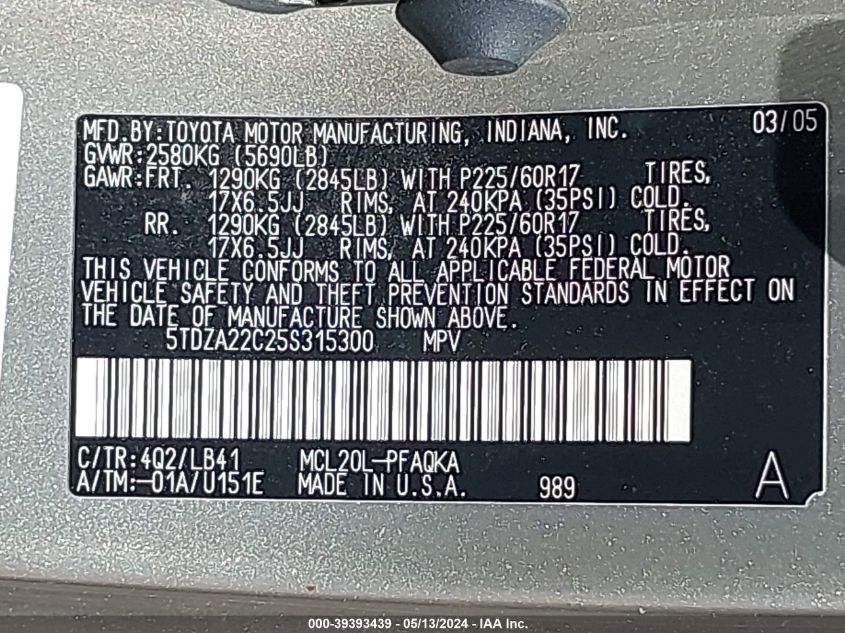 MFD.BY:TOYOTA MOTOR MANUFACTURING, INDIANA, INC. 03/05
GVWR:2580KG (5690LB)
GAWR:FRT. 1290KG (2845LB) WITH P225/60R17 TIRES,
17X6.5JJ RIMS, AT 240KPA (35PSI) COLD.
RR. 1290KG (2845LB) WITH P225/60R17 TIRES,
17X6.5JJ RIMS, AT 240KPA (35PSI) COLD.
THIS VEHICLE CONFORMS TO ALL APPLICABLE FEDERAL MOTOR
VEHICLE SAFETY AND THEFT PREVENTION STANDARDS IN EFFECT ON
THE DATE OF MANUFACTURE SHOWN ABOVE.
5TDZA22C25S315300 MPV
C/TR:4Q2/LB41 MCL20L-PFAQKA
A/TM:-01A/U151E MADE IN U.S.A. 989 A
000-39393439 - 05/13/2024 - IAA Inc.